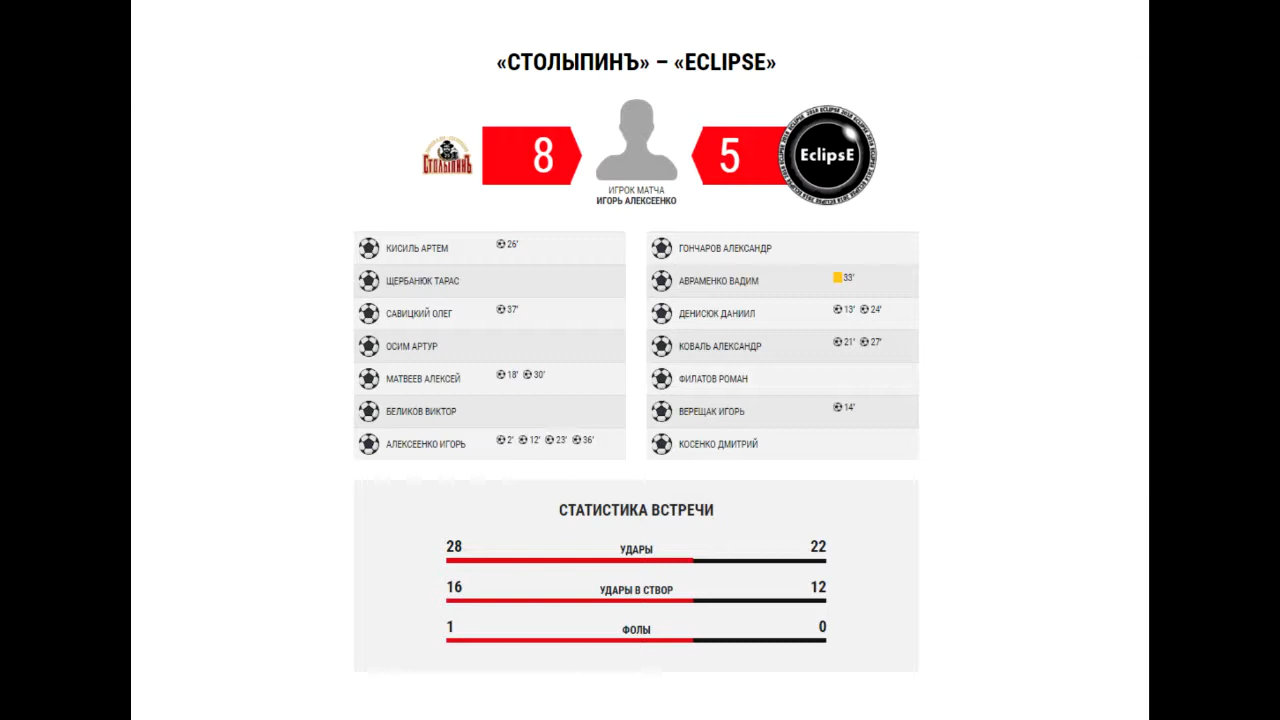 «СТОЛЫПИНЪ» – «ECLIPSE»
СТОЛЫПИНЪ
8
5
EclipsE
ИГРОК МАТЧА
ИГОРЬ АЛЕКСЕЕНКО
КИСИЛЬ АРТЕМ 26'
ЩЕРБАНЮК ТАРАС
САВИЦКИЙ ОЛЕГ 37'
ОСИМ АРТУР
МАТВЕЕВ АЛЕКСЕЙ 18' 30'
БЕЛИКОВ ВИКТОР
АЛЕКСЕЕНКО ИГОРЬ 2' 12' 23' 36'
ГОНЧАРОВ АЛЕКСАНДР
АВРАМЕНКО ВАДИМ 33'
ДЕНИСЮК ДАНИИЛ 13' 24'
КОВАЛЬ АЛЕКСАНДР 21' 27'
ФИЛАТОВ РОМАН
ВЕРЕЩАК ИГОРЬ 14'
КОСЕНКО ДМИТРИЙ
СТАТИСТИКА ВСТРЕЧИ
28 УДАРЫ 22
16 УДАРЫ В СТВОР 12
1 ФОЛЫ 0